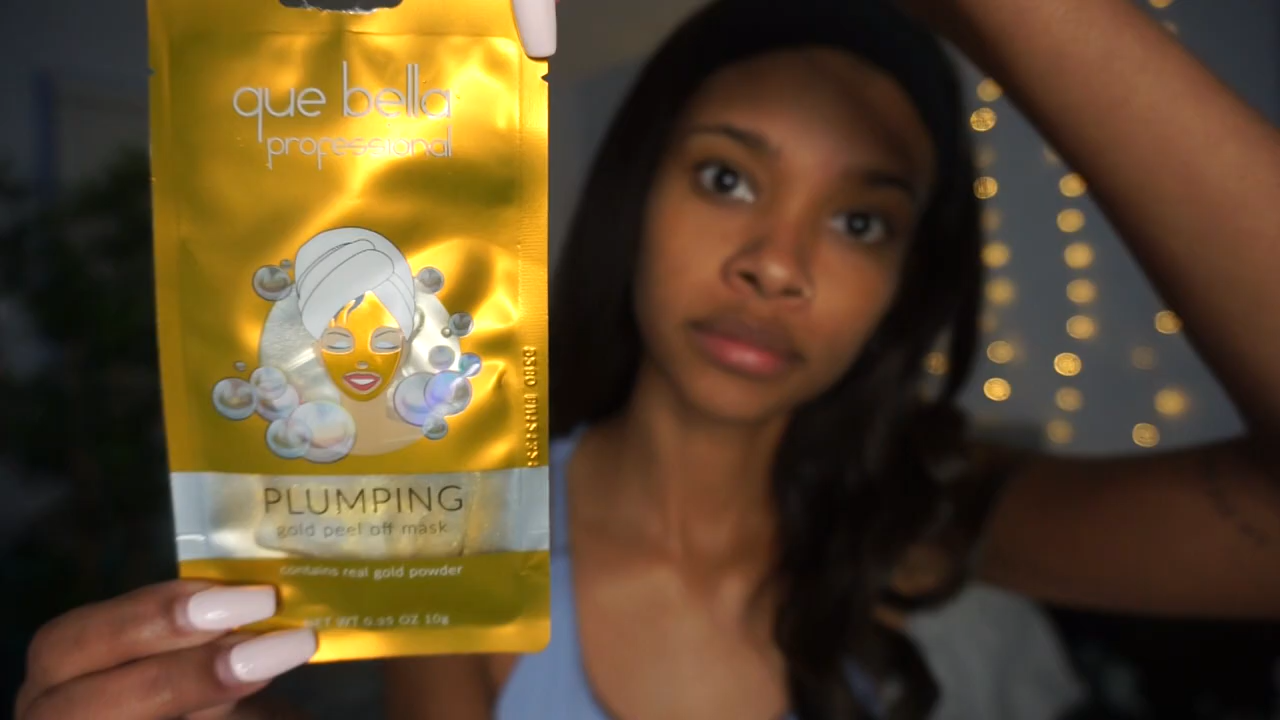 que bella
professional
PLUMPING
gold peel off mask
contains real gold powder
NET WT 0.35 OZ 10g